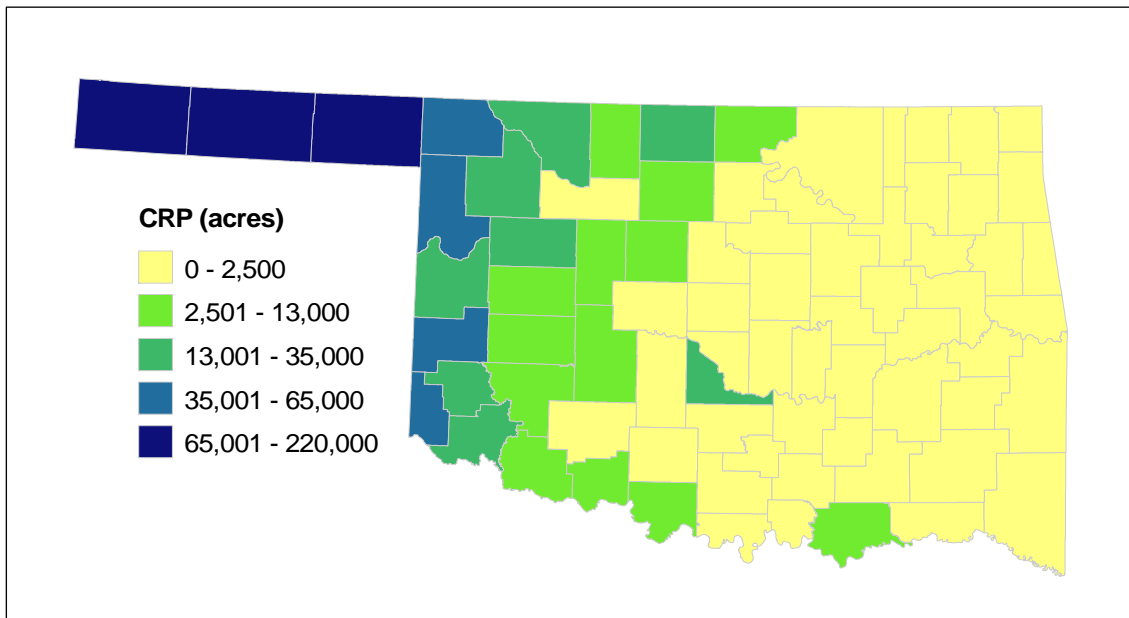 CRP (acres)
0 - 2,500
2,501 - 13,000
13,001 - 35,000
35,001 - 65,000
65,001 - 220,000